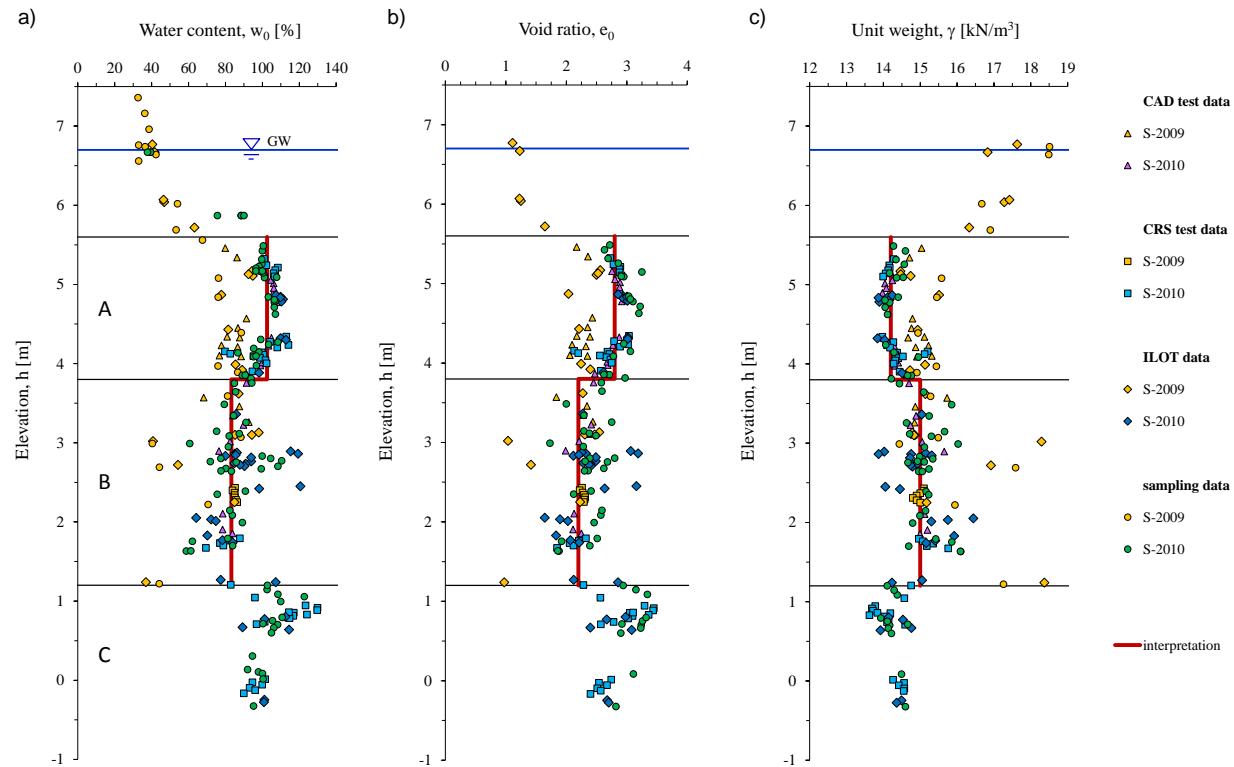 a)
Water content, w₀ [%]
0 20 40 60 80 100 120 140
Elevation, h [m]
7
6
5
4
3
2
1
0
-1
GW
A
B
C
b)
Void ratio, e₀
0 1 2 3 4
Elevation, h [m]
7
6
5
4
3
2
1
0
-1
c)
Unit weight, γ [kN/m³]
12 13 14 15 16 17 18 19
Elevation, h [m]
7
6
5
4
3
2
1
0
-1
CAD test data
S-2009
S-2010
CRS test data
S-2009
S-2010
ILOT data
S-2009
S-2010
sampling data
S-2009
S-2010
interpretation